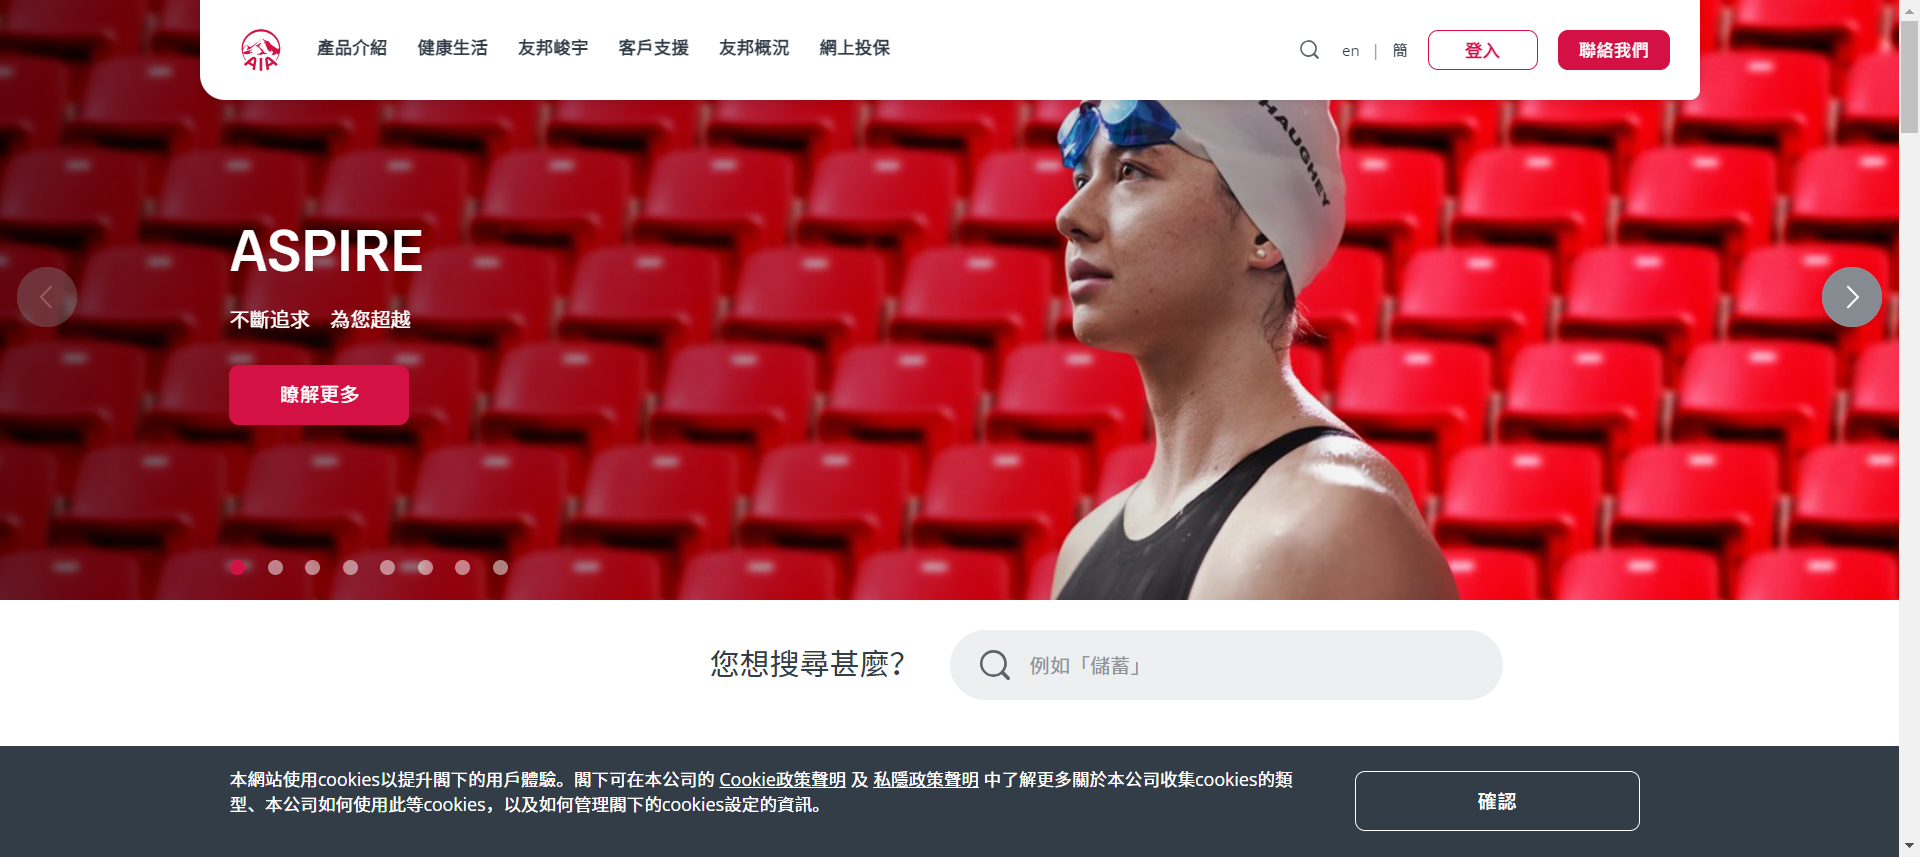 AIA
產品介紹 健康生活 友邦峻宇 客戶支援 友邦概況 網上投保 en | 簡 登入 聯絡我們
HAUGHEY
ASPIRE
不斷追求 為您超越
瞭解更多
您想搜尋甚麼? 例如「儲蓄」
本網站使用cookies以提升閣下的用戶體驗。閣下可在本公司的 Cookie政策聲明 及 私隱政策聲明 中了解更多關於本公司收集cookies的類
型、本公司如何使用此等cookies，以及如何管理閣下的cookies設定的資訊。
確認